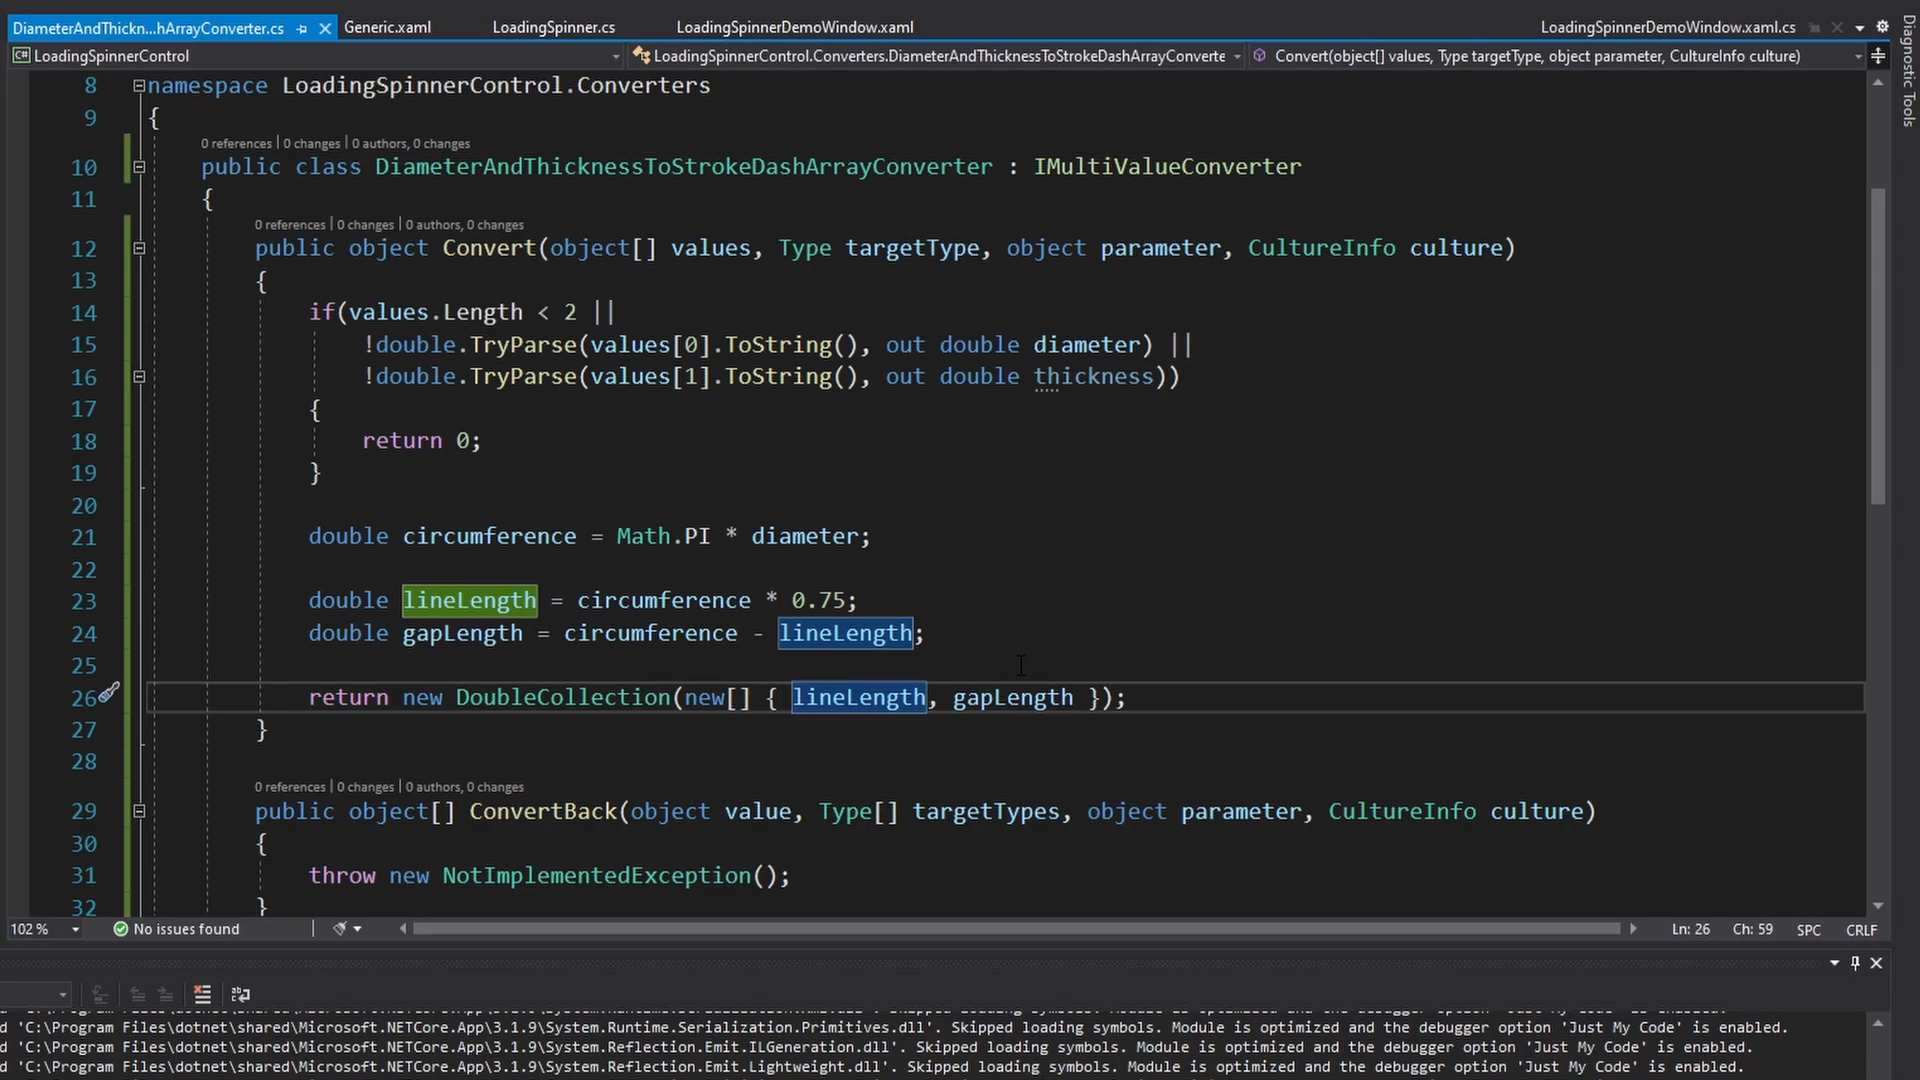 DiameterAndThickn...hArrayConverter.cs
Generic.xaml
LoadingSpinner.cs
LoadingSpinnerDemoWindow.xaml
LoadingSpinnerDemoWindow.xaml.cs
Diagnostic Tools
C# LoadingSpinnerControl
LoadingSpinnerControl.Converters.DiameterAndThicknessToStrokeDashArrayConverte
Convert(object[] values, Type targetType, object parameter, CultureInfo culture)
8 namespace LoadingSpinnerControl.Converters
9 {
0 references | 0 changes | 0 authors, 0 changes
10 public class DiameterAndThicknessToStrokeDashArrayConverter : IMultiValueConverter
11 {
0 references | 0 changes | 0 authors, 0 changes
12 public object Convert(object[] values, Type targetType, object parameter, CultureInfo culture)
13 {
14 if(values.Length < 2 ||
15 !double.TryParse(values[0].ToString(), out double diameter) ||
16 !double.TryParse(values[1].ToString(), out double thickness))
17 {
18 return 0;
19 }
20
21 double circumference = Math.PI * diameter;
22
23 double lineLength = circumference * 0.75;
24 double gapLength = circumference - lineLength;
25
26 return new DoubleCollection(new[] { lineLength, gapLength });
27 }
28
0 references | 0 changes | 0 authors, 0 changes
29 public object[] ConvertBack(object value, Type[] targetTypes, object parameter, CultureInfo culture)
30 {
31 throw new NotImplementedException();
32 }
102 %
No issues found
Ln: 26
Ch: 59
SPC
CRLF
d 'C:\Program Files\dotnet\shared\Microsoft.NETCore.App\3.1.9\System.Runtime.Serialization.Primitives.dll'. Skipped loading symbols. Module is optimized and the debugger option 'Just My Code' is enabled.
d 'C:\Program Files\dotnet\shared\Microsoft.NETCore.App\3.1.9\System.Reflection.Emit.ILGeneration.dll'. Skipped loading symbols. Module is optimized and the debugger option 'Just My Code' is enabled.
d 'C:\Program Files\dotnet\shared\Microsoft.NETCore.App\3.1.9\System.Reflection.Emit.Lightweight.dll'. Skipped loading symbols. Module is optimized and the debugger option 'Just My Code' is enabled.